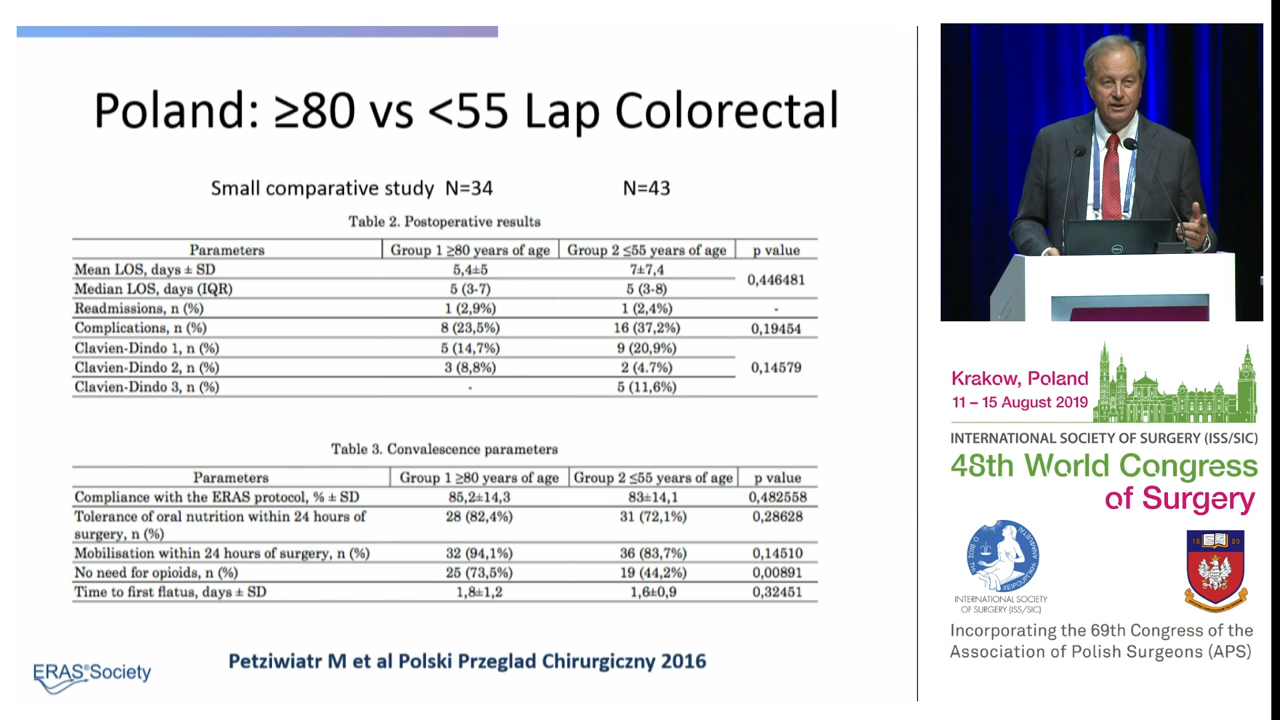 Poland: ≥80 vs <55 Lap Colorectal
Small comparative study N=34 N=43
Table 2. Postoperative results
Parameters Group 1 ≥80 years of age Group 2 ≤55 years of age p value
Mean LOS, days ± SD 5,4±5 7±7,4
0,446481
Median LOS, days (IQR) 5 (3-7) 5 (3-8)
Readmissions, n (%) 1 (2,9%) 1 (2,4%) -
Complications, n (%) 8 (23,5%) 16 (37,2%) 0,19454
Clavien-Dindo 1, n (%) 5 (14,7%) 9 (20,9%)
Clavien-Dindo 2, n (%) 3 (8,8%) 2 (4.7%) 0,14579
Clavien-Dindo 3, n (%) - 5 (11,6%)
Table 3. Convalescence parameters
Parameters Group 1 ≥80 years of age Group 2 ≤55 years of age p value
Compliance with the ERAS protocol, % ± SD 85,2±14,3 83±14,1 0,482558
Tolerance of oral nutrition within 24 hours of 28 (82,4%) 31 (72,1%) 0,28628
surgery, n (%)
Mobilisation within 24 hours of surgery, n (%) 32 (94,1%) 36 (83,7%) 0,14510
No need for opioids, n (%) 25 (73,5%) 19 (44,2%) 0,00891
Time to first flatus, days ± SD 1,8±1,2 1,6±0,9 0,32451
Petziwiatr M et al Polski Przeglad Chirurgiczny 2016
ERAS®Society
DELL
Krakow, Poland
11 – 15 August 2019
INTERNATIONAL SOCIETY OF SURGERY (ISS/SIC)
48th World Congress
of Surgery
INTERNATIONAL SOCIETY
OF SURGERY (ISS/SIC)
18 89
Incorporating the 69th Congress of the
Association of Polish Surgeons (APS)